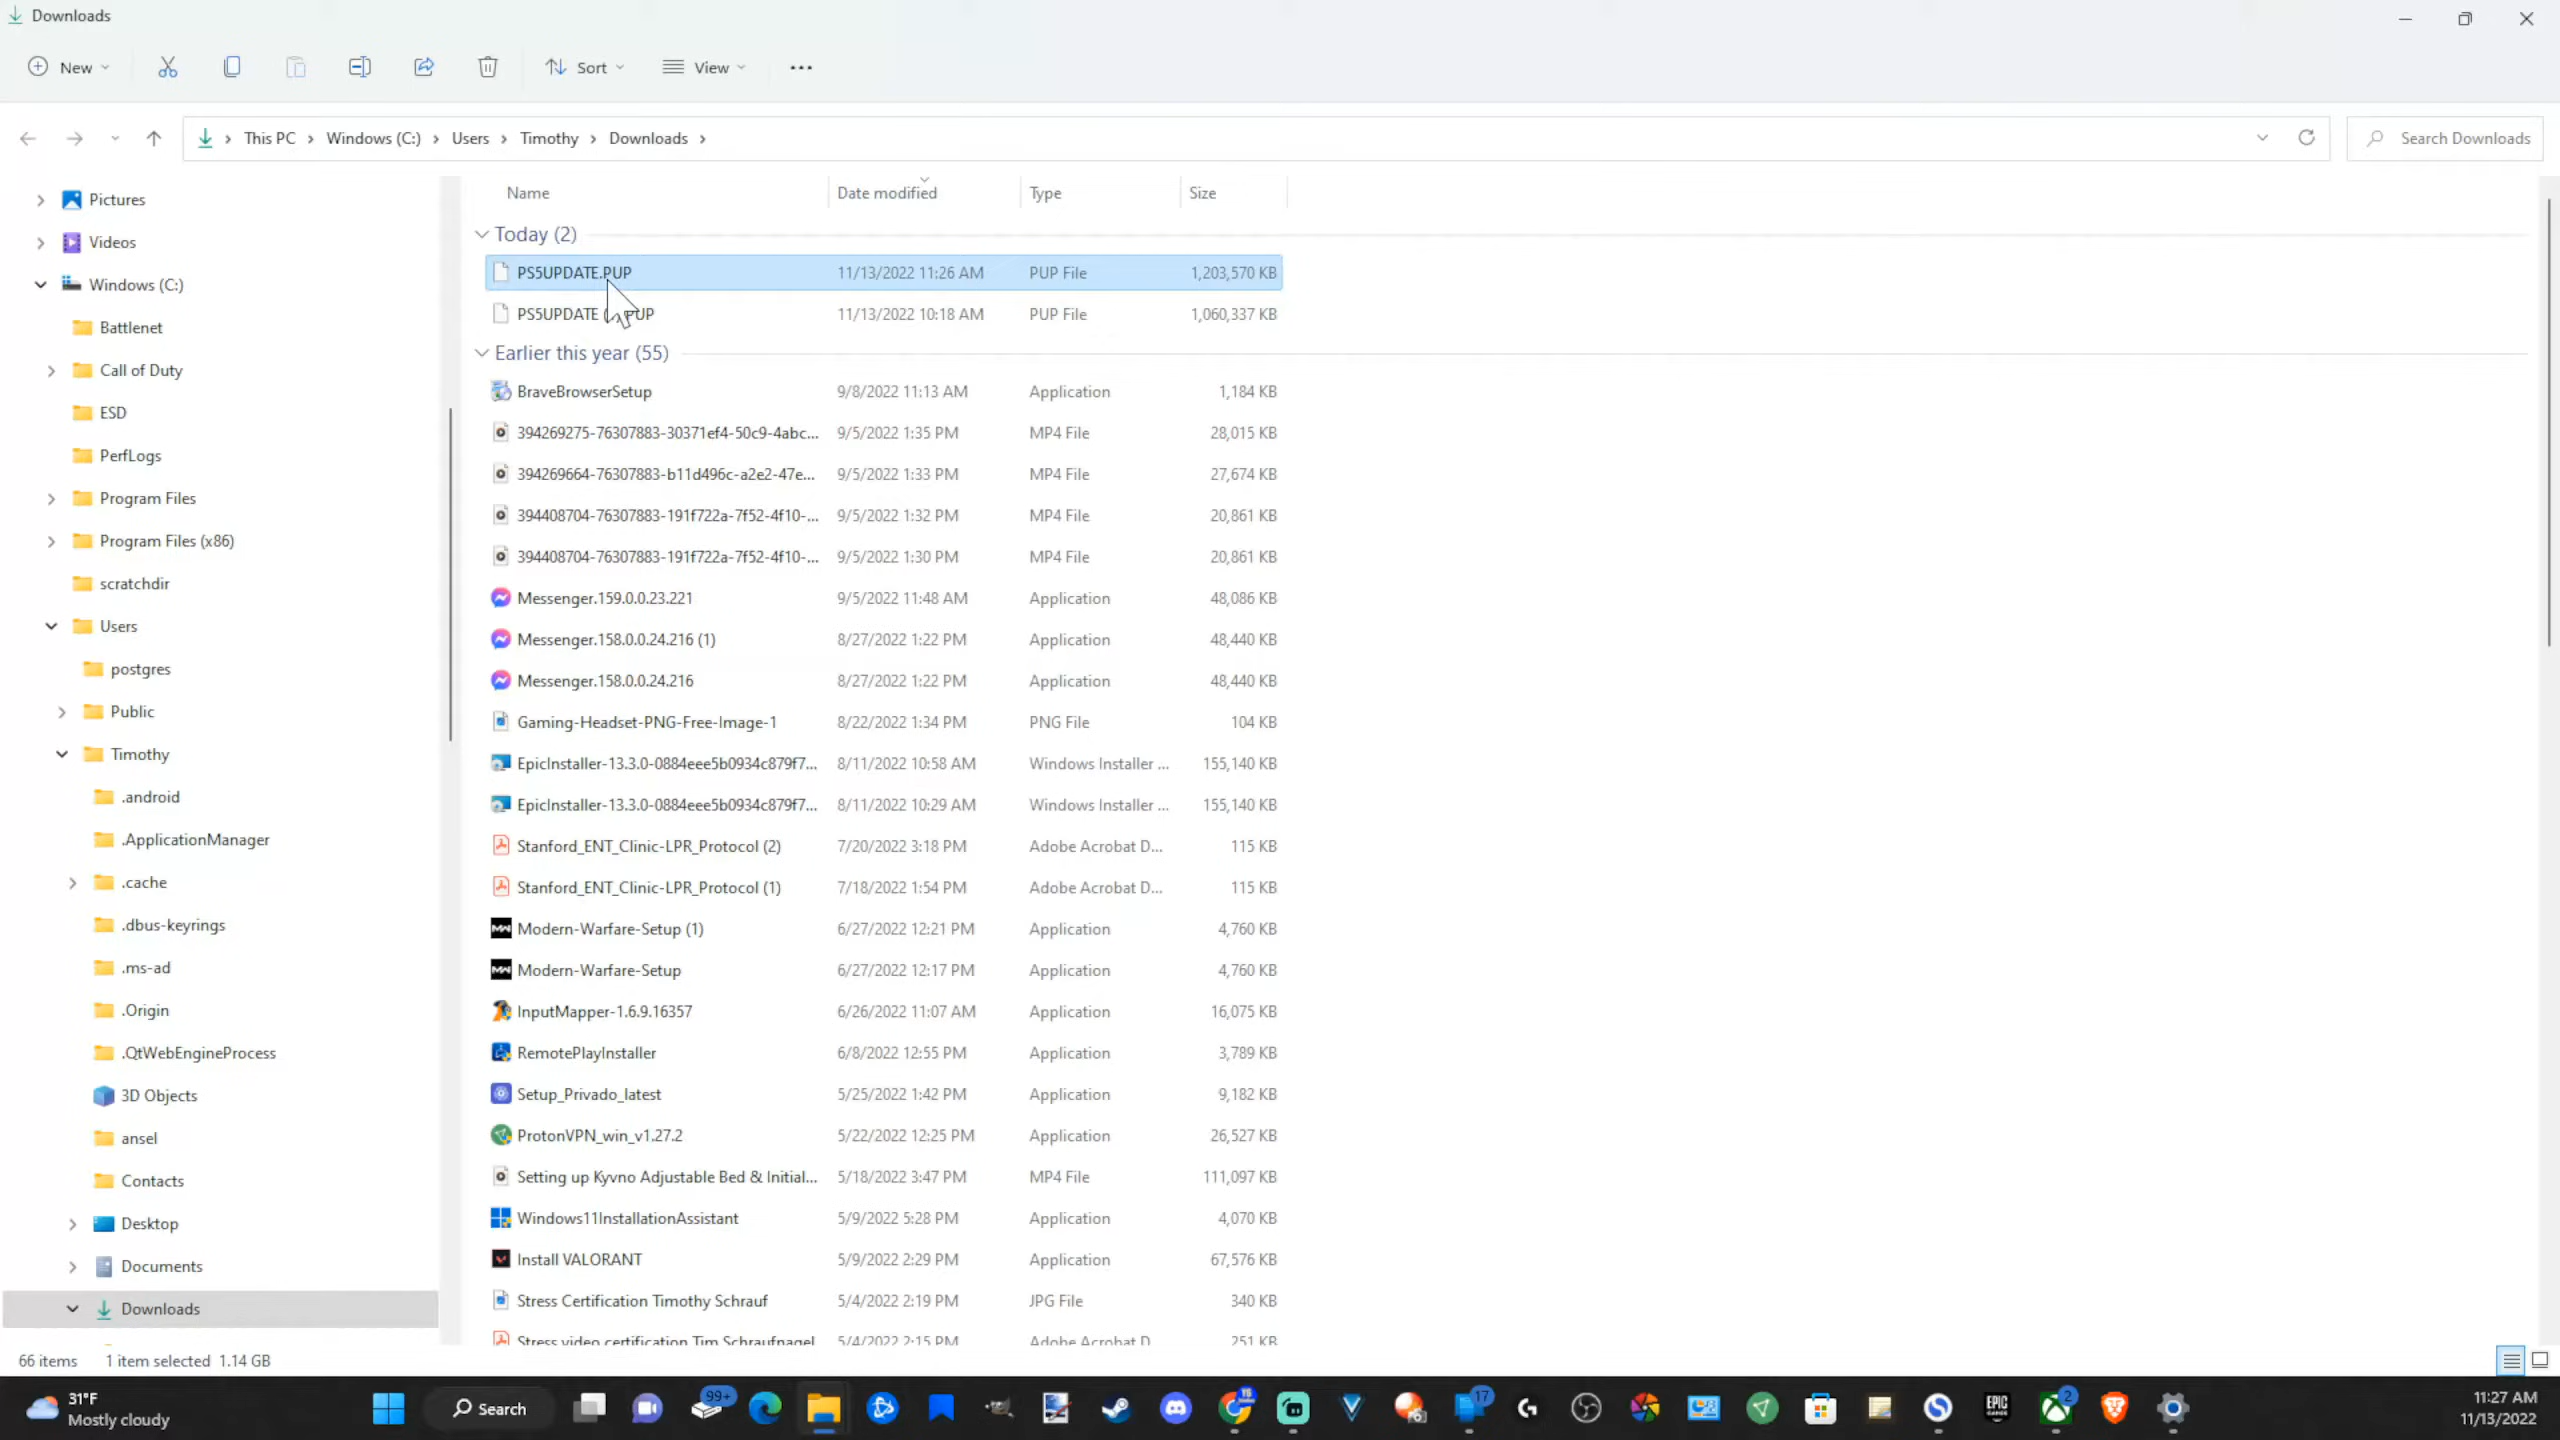 Downloads
New
Sort
View
This PC
Windows (C:)
Users
Timothy
Downloads
Search Downloads
Pictures
Videos
Windows (C:)
Battlenet
Call of Duty
ESD
PerfLogs
Program Files
Program Files (x86)
scratchdir
Users
postgres
Public
Timothy
.android
.ApplicationManager
.cache
.dbus-keyrings
.ms-ad
.Origin
.QtWebEngineProcess
3D Objects
ansel
Contacts
Desktop
Documents
Downloads
Name Date modified Type Size
Today (2)
PS5UPDATE.PUP 11/13/2022 11:26 AM PUP File 1,203,570 KB
PS5UPDATE ( PUP 11/13/2022 10:18 AM PUP File 1,060,337 KB
Earlier this year (55)
BraveBrowserSetup 9/8/2022 11:13 AM Application 1,184 KB
394269275-76307883-30371ef4-50c9-4abc... 9/5/2022 1:35 PM MP4 File 28,015 KB
394269664-76307883-b11d496c-a2e2-47e... 9/5/2022 1:33 PM MP4 File 27,674 KB
394408704-76307883-191f722a-7f52-4f10-... 9/5/2022 1:32 PM MP4 File 20,861 KB
394408704-76307883-191f722a-7f52-4f10-... 9/5/2022 1:30 PM MP4 File 20,861 KB
Messenger.159.0.0.23.221 9/5/2022 11:48 AM Application 48,086 KB
Messenger.158.0.0.24.216 (1) 8/27/2022 1:22 PM Application 48,440 KB
Messenger.158.0.0.24.216 8/27/2022 1:22 PM Application 48,440 KB
Gaming-Headset-PNG-Free-Image-1 8/22/2022 1:34 PM PNG File 104 KB
EpicInstaller-13.3.0-0884eee5b0934c879f7... 8/11/2022 10:58 AM Windows Installer ... 155,140 KB
EpicInstaller-13.3.0-0884eee5b0934c879f7... 8/11/2022 10:29 AM Windows Installer ... 155,140 KB
Stanford_ENT_Clinic-LPR_Protocol (2) 7/20/2022 3:18 PM Adobe Acrobat D... 115 KB
Stanford_ENT_Clinic-LPR_Protocol (1) 7/18/2022 1:54 PM Adobe Acrobat D... 115 KB
Modern-Warfare-Setup (1) 6/27/2022 12:21 PM Application 4,760 KB
Modern-Warfare-Setup 6/27/2022 12:17 PM Application 4,760 KB
InputMapper-1.6.9.16357 6/26/2022 11:07 AM Application 16,075 KB
RemotePlayInstaller 6/8/2022 12:55 PM Application 3,789 KB
Setup_Privado_latest 5/25/2022 1:42 PM Application 9,182 KB
ProtonVPN_win_v1.27.2 5/22/2022 12:25 PM Application 26,527 KB
Setting up Kyvno Adjustable Bed & Initial... 5/18/2022 3:47 PM MP4 File 111,097 KB
Windows11InstallationAssistant 5/9/2022 5:28 PM Application 4,070 KB
Install VALORANT 5/9/2022 2:29 PM Application 67,576 KB
Stress Certification Timothy Schrauf 5/4/2022 2:19 PM JPG File 340 KB
Stress video certification Tim Schraufnagel 5/4/2022 2:15 PM Adobe Acrobat D 251 KB
66 items 1 item selected 1.14 GB
31°F
Mostly cloudy
Search
99+
17
EPIC
2
11:27 AM
11/13/2022